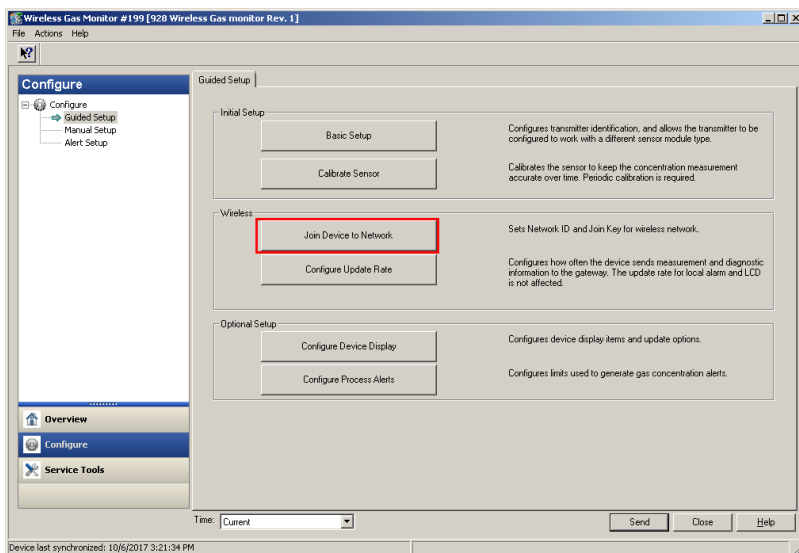 Wireless Gas Monitor #199 [928 Wireless Gas monitor Rev. 1]
File Actions Help
Configure
Configure
Guided Setup
Manual Setup
Alert Setup
Overview
Configure
Service Tools
Guided Setup
Initial Setup
Basic Setup
Configures transmitter identification, and allows the transmitter to be
configured to work with a different sensor module type.
Calibrate Sensor
Calibrates the sensor to keep the concentration measurement
accurate over time. Periodic calibration is required.
Wireless
Join Device to Network
Sets Network ID and Join Key for wireless network.
Configure Update Rate
Configures how often the device sends measurement and diagnostic
information to the gateway. The update rate for local alarm and LCD
is not affected.
Optional Setup
Configure Device Display
Configures device display items and update options.
Configure Process Alerts
Configures limits used to generate gas concentration alerts.
Time: Current
Send Close Help
Device last synchronized: 10/6/2017 3:21:34 PM